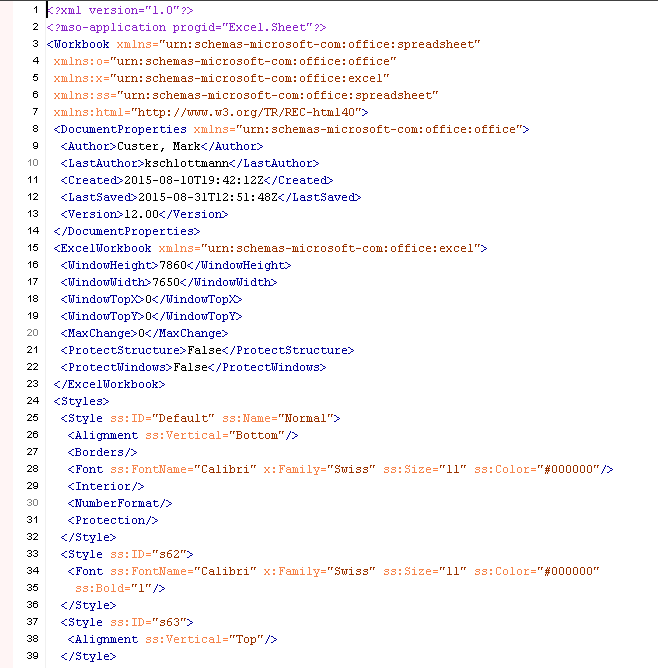 1 <?xml version="1.0"?>
2 <?mso-application progid="Excel.Sheet"?>
3 <Workbook xmlns="urn:schemas-microsoft-com:office:spreadsheet"
4 xmlns:o="urn:schemas-microsoft-com:office:office"
5 xmlns:x="urn:schemas-microsoft-com:office:excel"
6 xmlns:ss="urn:schemas-microsoft-com:office:spreadsheet"
7 xmlns:html="http://www.w3.org/TR/REC-html40">
8 <DocumentProperties xmlns="urn:schemas-microsoft-com:office:office">
9 <Author>Custer, Mark</Author>
10 <LastAuthor>kschlottmann</LastAuthor>
11 <Created>2015-08-10T19:42:12Z</Created>
12 <LastSaved>2015-08-31T12:51:48Z</LastSaved>
13 <Version>12.00</Version>
14 </DocumentProperties>
15 <ExcelWorkbook xmlns="urn:schemas-microsoft-com:office:excel">
16 <WindowHeight>7860</WindowHeight>
17 <WindowWidth>7650</WindowWidth>
18 <WindowTopX>0</WindowTopX>
19 <WindowTopY>0</WindowTopY>
20 <MaxChange>0</MaxChange>
21 <ProtectStructure>False</ProtectStructure>
22 <ProtectWindows>False</ProtectWindows>
23 </ExcelWorkbook>
24 <Styles>
25 <Style ss:ID="Default" ss:Name="Normal">
26 <Alignment ss:Vertical="Bottom"/>
27 <Borders/>
28 <Font ss:FontName="Calibri" x:Family="Swiss" ss:Size="11" ss:Color="#000000"/>
29 <Interior/>
30 <NumberFormat/>
31 <Protection/>
32 </Style>
33 <Style ss:ID="s62">
34 <Font ss:FontName="Calibri" x:Family="Swiss" ss:Size="11" ss:Color="#000000"
35 ss:Bold="1"/>
36 </Style>
37 <Style ss:ID="s63">
38 <Alignment ss:Vertical="Top"/>
39 </Style>